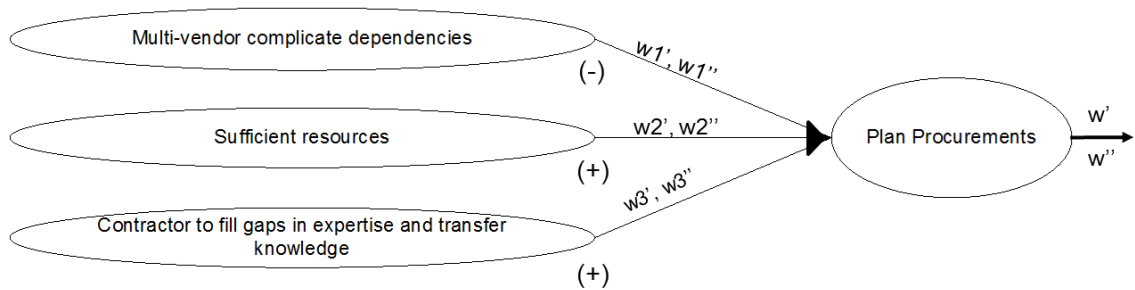 Multi-vendor complicate dependencies
(-)
w1’, w1’’
Sufficient resources
(+)
w2’, w2’’
Contractor to fill gaps in expertise and transfer
knowledge
(+)
w3’, w3’’
Plan Procurements
w’
w’’